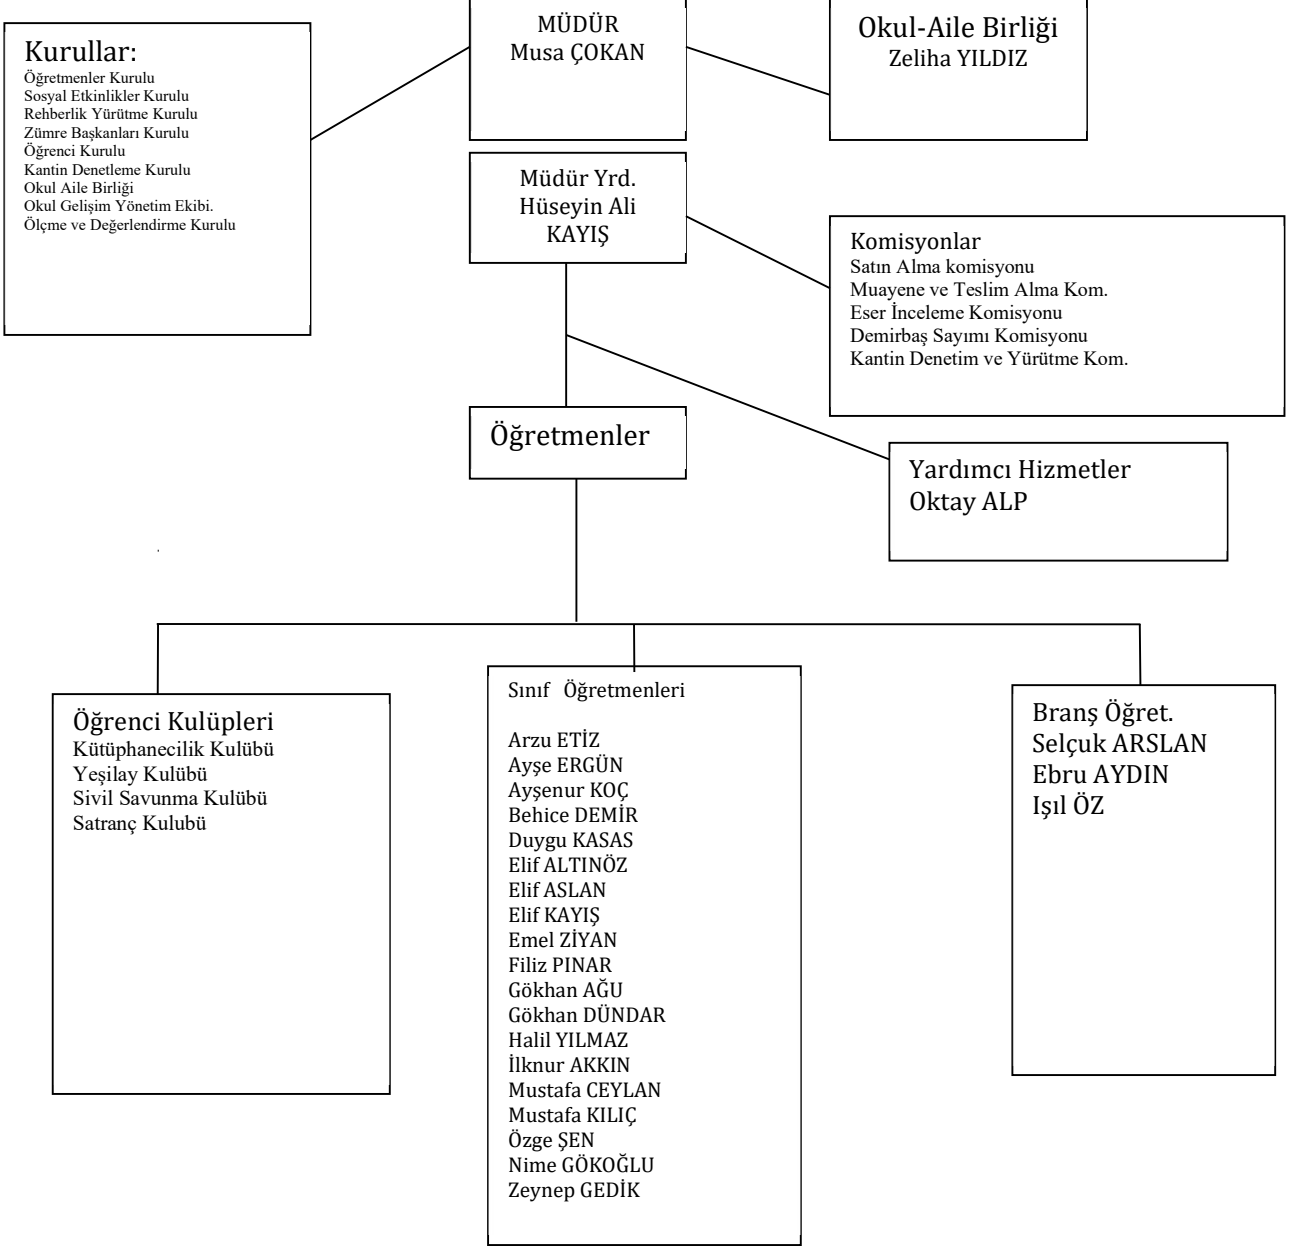 MÜDÜR
Musa ÇOKAN
Okul-Aile Birliği
Zeliha YILDIZ
Kurullar:
Öğretmenler Kurulu
Sosyal Etkinlikler Kurulu
Rehberlik Yürütme Kurulu
Zümre Başkanları Kurulu
Öğrenci Kurulu
Kantin Denetleme Kurulu
Okul Aile Birliği
Okul Gelişim Yönetim Ekibi.
Ölçme ve Değerlendirme Kurulu
Müdür Yrd.
Hüseyin Ali
KAYIŞ
Komisyonlar
Satın Alma komisyonu
Muayene ve Teslim Alma Kom.
Eser İnceleme Komisyonu
Demirbaş Sayımı Komisyonu
Kantin Denetim ve Yürütme Kom.
Öğretmenler
Yardımcı Hizmetler
Oktay ALP
Öğrenci Kulüpleri
Kütüphanecilik Kulübü
Yeşilay Kulübü
Sivil Savunma Kulübü
Satranç Kulubü
Sınıf Öğretmenleri
Arzu ETİZ
Ayşe ERGÜN
Ayşenur KOÇ
Behice DEMİR
Duygu KASAS
Elif ALTINÖZ
Elif ASLAN
Elif KAYIŞ
Emel ZİYAN
Filiz PINAR
Gökhan AĞU
Gökhan DÜNDAR
Halil YILMAZ
İlknur AKKIN
Mustafa CEYLAN
Mustafa KILIÇ
Özge ŞEN
Nime GÖKOĞLU
Zeynep GEDİK
Branş Öğret.
Selçuk ARSLAN
Ebru AYDIN
Işıl ÖZ